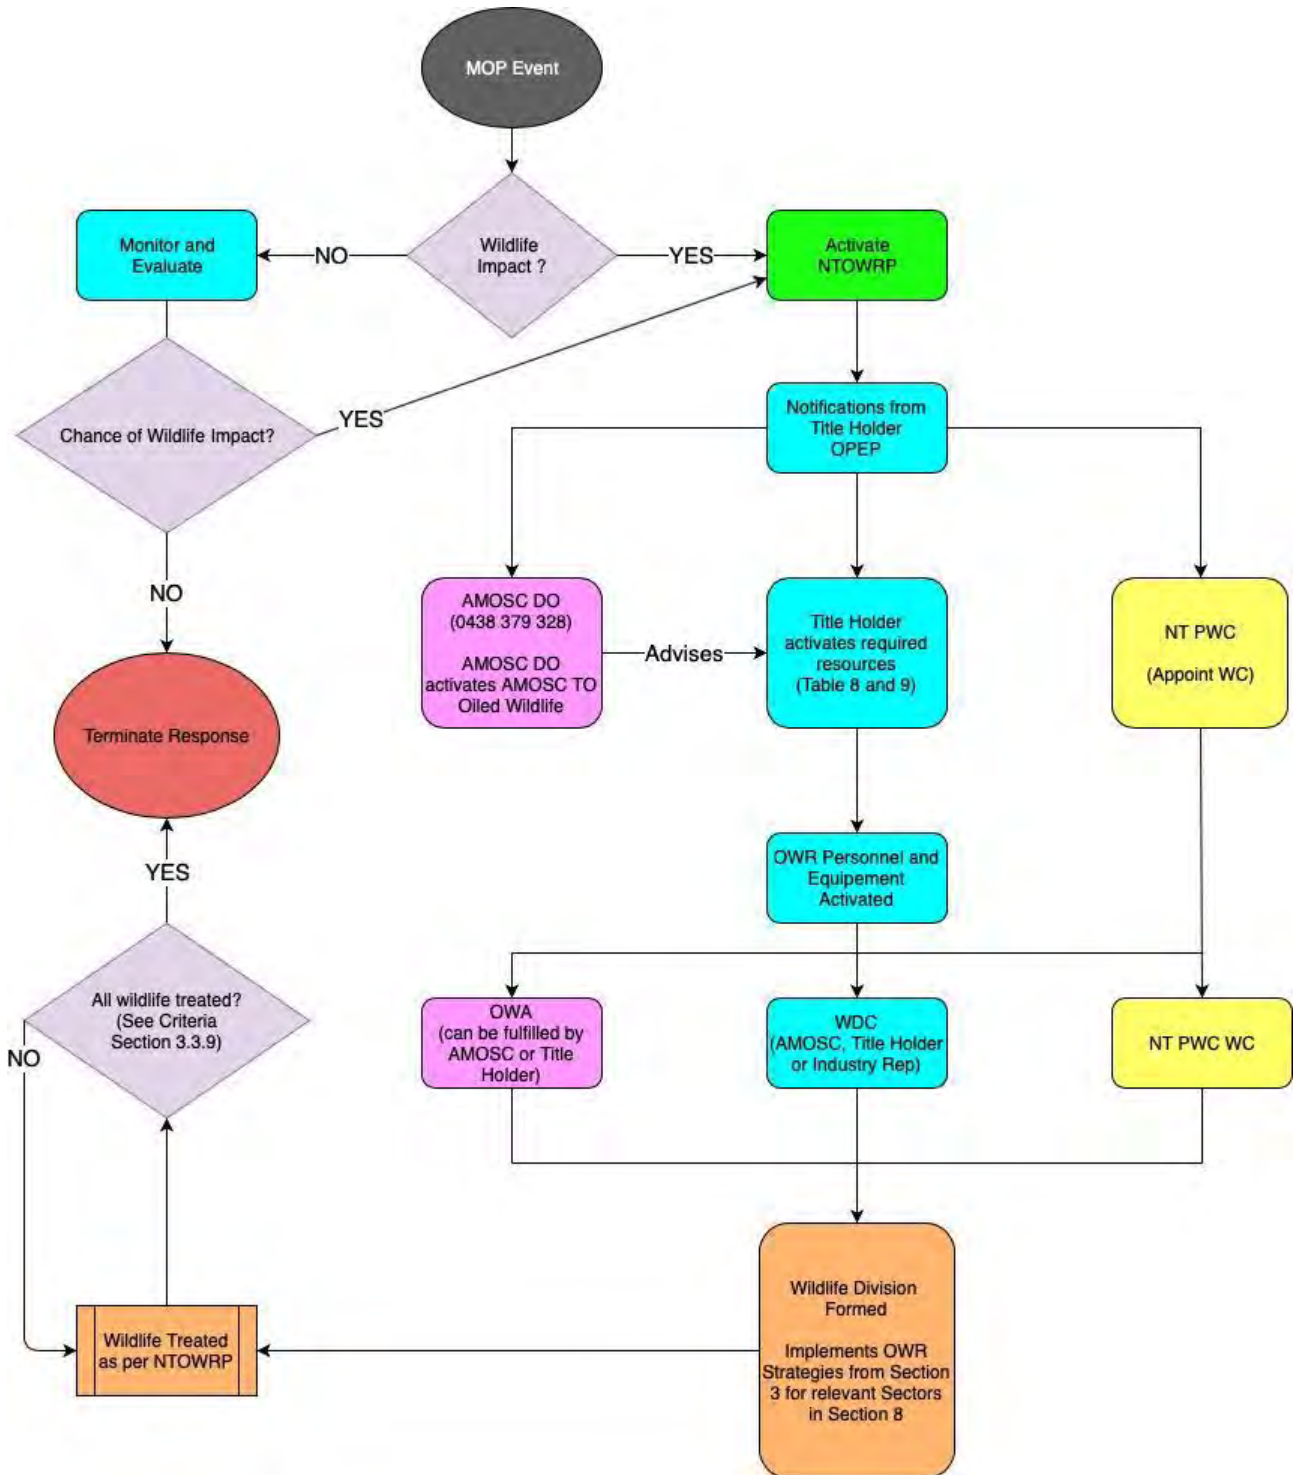 MOP Event
Wildlife
Impact ?
NO
YES
Monitor and
Evaluate
Activate
NTOWRP
Chance of Wildlife Impact?
YES
NO
Notifications from
Title Holder
OPEP
AMOSC DO
(0438 379 328)
AMOSC DO
activates AMOSC TO
Oiled Wildlife
Advises
Title Holder
activates required
resources
(Table 8 and 9)
NT PWC
(Appoint WC)
Terminate Response
OWR Personnel and
Equipement
Activated
YES
All wildlife treated?
(See Criteria
Section 3.3.9)
NO
OWA
(can be fulfilled by
AMOSC or Title
Holder)
WDC
(AMOSC, Title Holder
or Industry Rep)
NT PWC WC
Wildlife Division
Formed
Implements OWR
Strategies from Section
3 for relevant Sectors
in Section 8
Wildlife Treated
as per NTOWRP